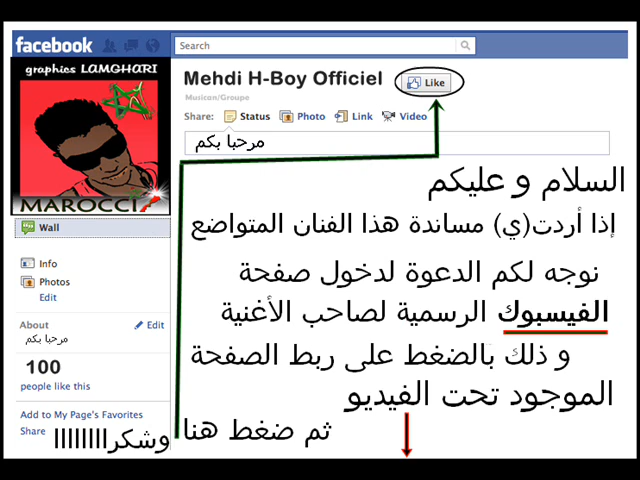 facebook
Search
graphics LAMGHARI
MAROCCI
Mehdi H-Boy Officiel
Like
Musican/Groupe
Share: Status Photo Link Video
مرحبا بكم
السلام و عليكم
إذا أردت(ي) مساندة هذا الفنان المتواضع
نوجه لكم الدعوة لدخول صفحة
الفيسبوك الرسمية لصاحب الأغنية
و ذلك بالضغط على ربط الصفحة
الموجود تحت الفيديو
ثم ضغط هنا وشكراااااااا
Wall
Info
Photos
Edit
About Edit
مرحبا بكم
100
people like this
Add to My Page's Favorites
Share